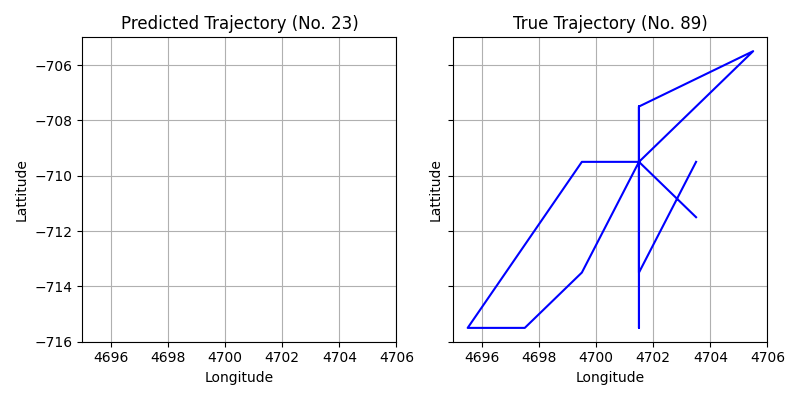 Predicted Trajectory (No. 23)
−706
−708
−710
−712
−714
−716
Lattitude
4696 4698 4700 4702 4704 4706
Longitude
True Trajectory (No. 89)
Lattitude
4696 4698 4700 4702 4704 4706
Longitude